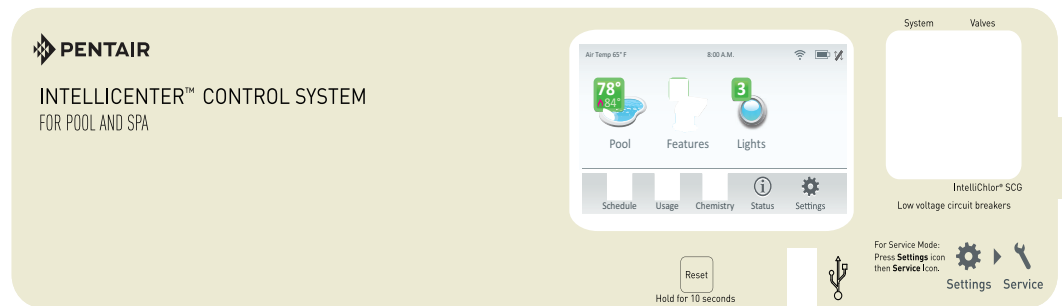 PENTAIR
INTELLICENTER™ CONTROL SYSTEM
FOR POOL AND SPA
Air Temp 65° F 8:00 A.M.
78°
84°
3
Pool Features Lights
Schedule Usage Chemistry Status Settings
Reset
Hold for 10 seconds
System Valves
IntelliChlor® SCG
Low voltage circuit breakers
For Service Mode:
Press Settings icon
then Service Icon.
Settings Service